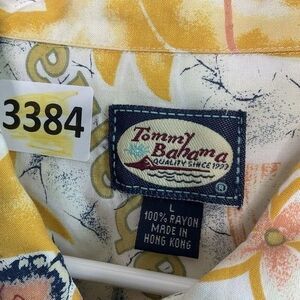 3384
Tommy
Bahama
QUALITY SINCE 1993
®
L
100% RAYON
MADE IN
HONG KONG